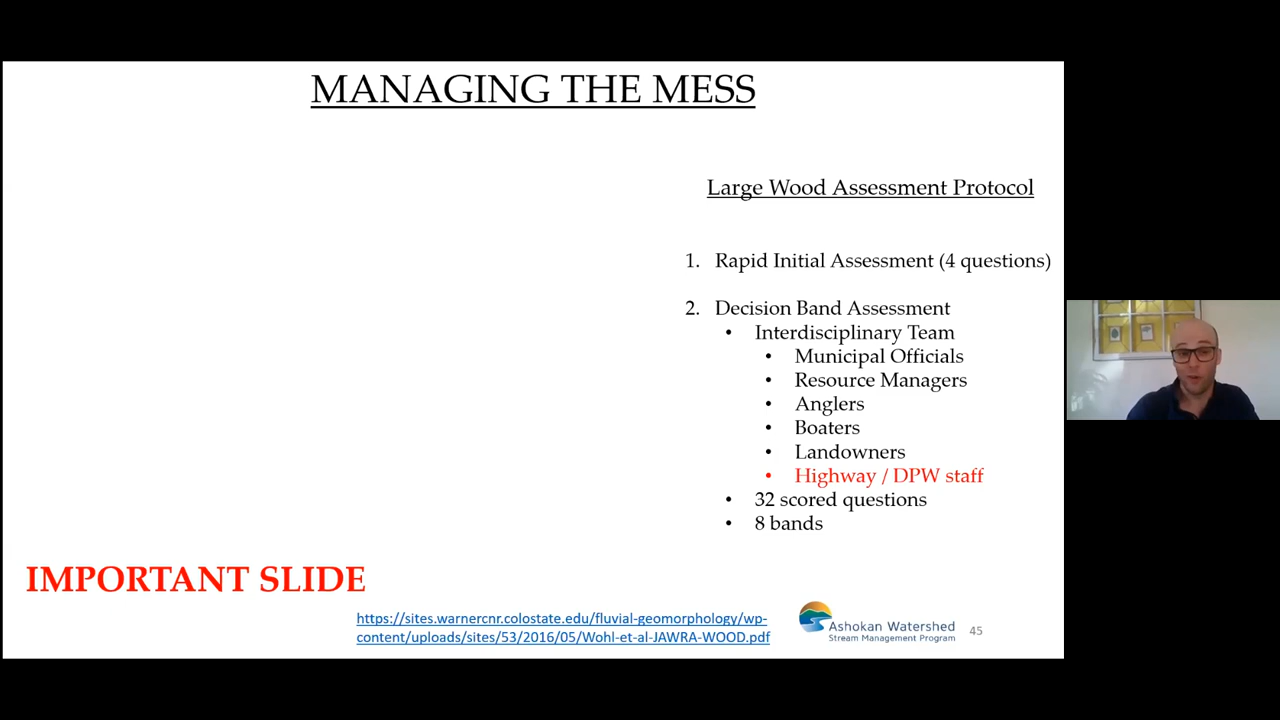 MANAGING THE MESS
Large Wood Assessment Protocol
1. Rapid Initial Assessment (4 questions)
2. Decision Band Assessment
• Interdisciplinary Team
• Municipal Officials
• Resource Managers
• Anglers
• Boaters
• Landowners
• Highway / DPW staff
• 32 scored questions
• 8 bands
IMPORTANT SLIDE
https://sites.warnercnr.colostate.edu/fluvial-geomorphology/wp-
content/uploads/sites/53/2016/05/Wohl-et-al-JAWRA-WOOD.pdf
Ashokan Watershed
Stream Management Program
45